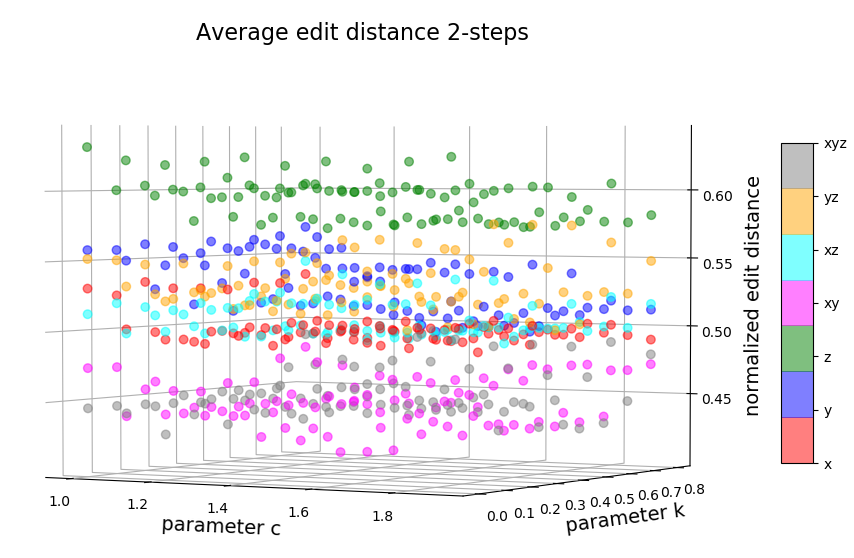 Average edit distance 2-steps
xyz
yz
xz
xy
z
y
x
0.60
0.55
0.50
0.45
normalized edit distance
1.0 1.2 1.4 1.6 1.8
parameter c
0.0 0.1 0.2 0.3 0.4 0.5 0.6 0.7 0.8
parameter k